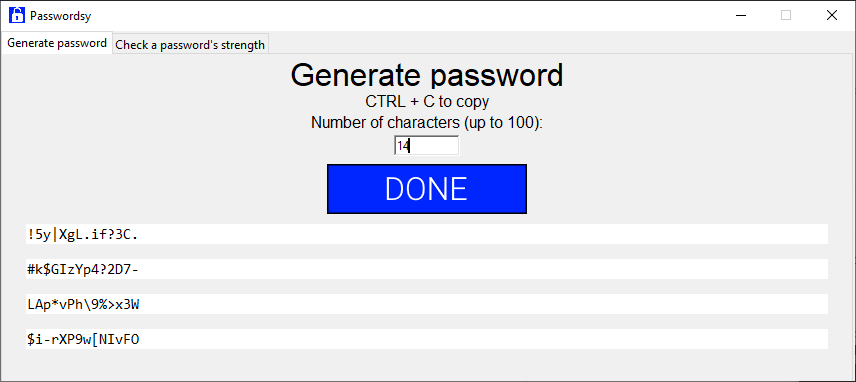 Passwordsy
Generate password
Check a password's strength
Generate password
CTRL + C to copy
Number of characters (up to 100):
14
DONE
!5y|XgL.if?3C.
#k$GIzYp4?2D7-
LAp*vPh\9%>x3W
$i-rXP9w[NIvFO